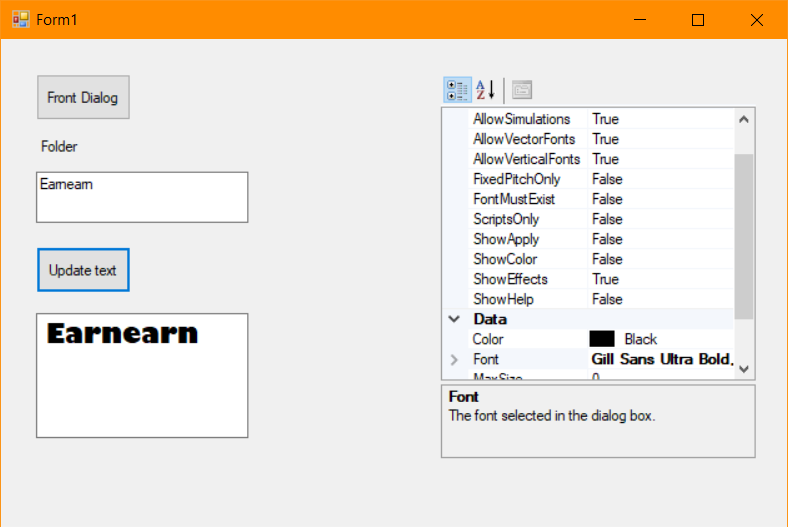 Form1
Front Dialog
Folder
Earnearn
Update text
Earnearn
A
Z
AllowSimulations True
AllowVectorFonts True
AllowVerticalFonts True
FixedPitchOnly False
FontMustExist False
ScriptsOnly False
ShowApply False
ShowColor False
ShowEffects True
ShowHelp False
Data
Color Black
Font Gill Sans Ultra Bold,
MaxSize 0
Font
The font selected in the dialog box.